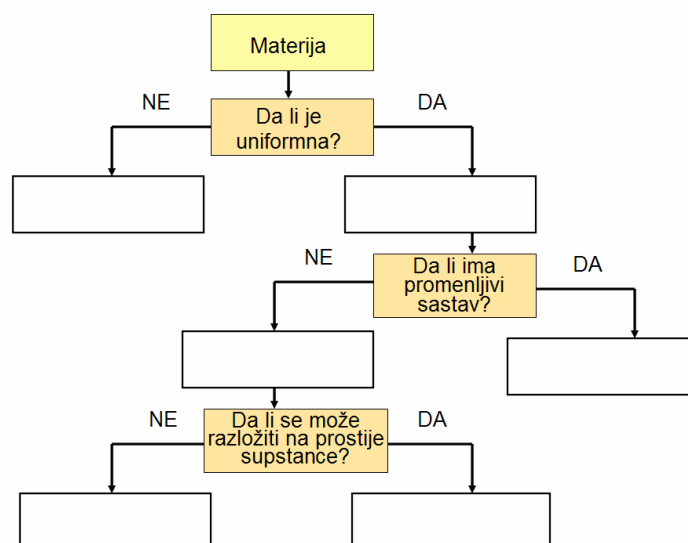 Materija
NE
DA
Da li je
uniformna?
NE
DA
Da li ima
promenljivi
sastav?
NE
DA
Da li se može
razložiti na prostije
supstance?